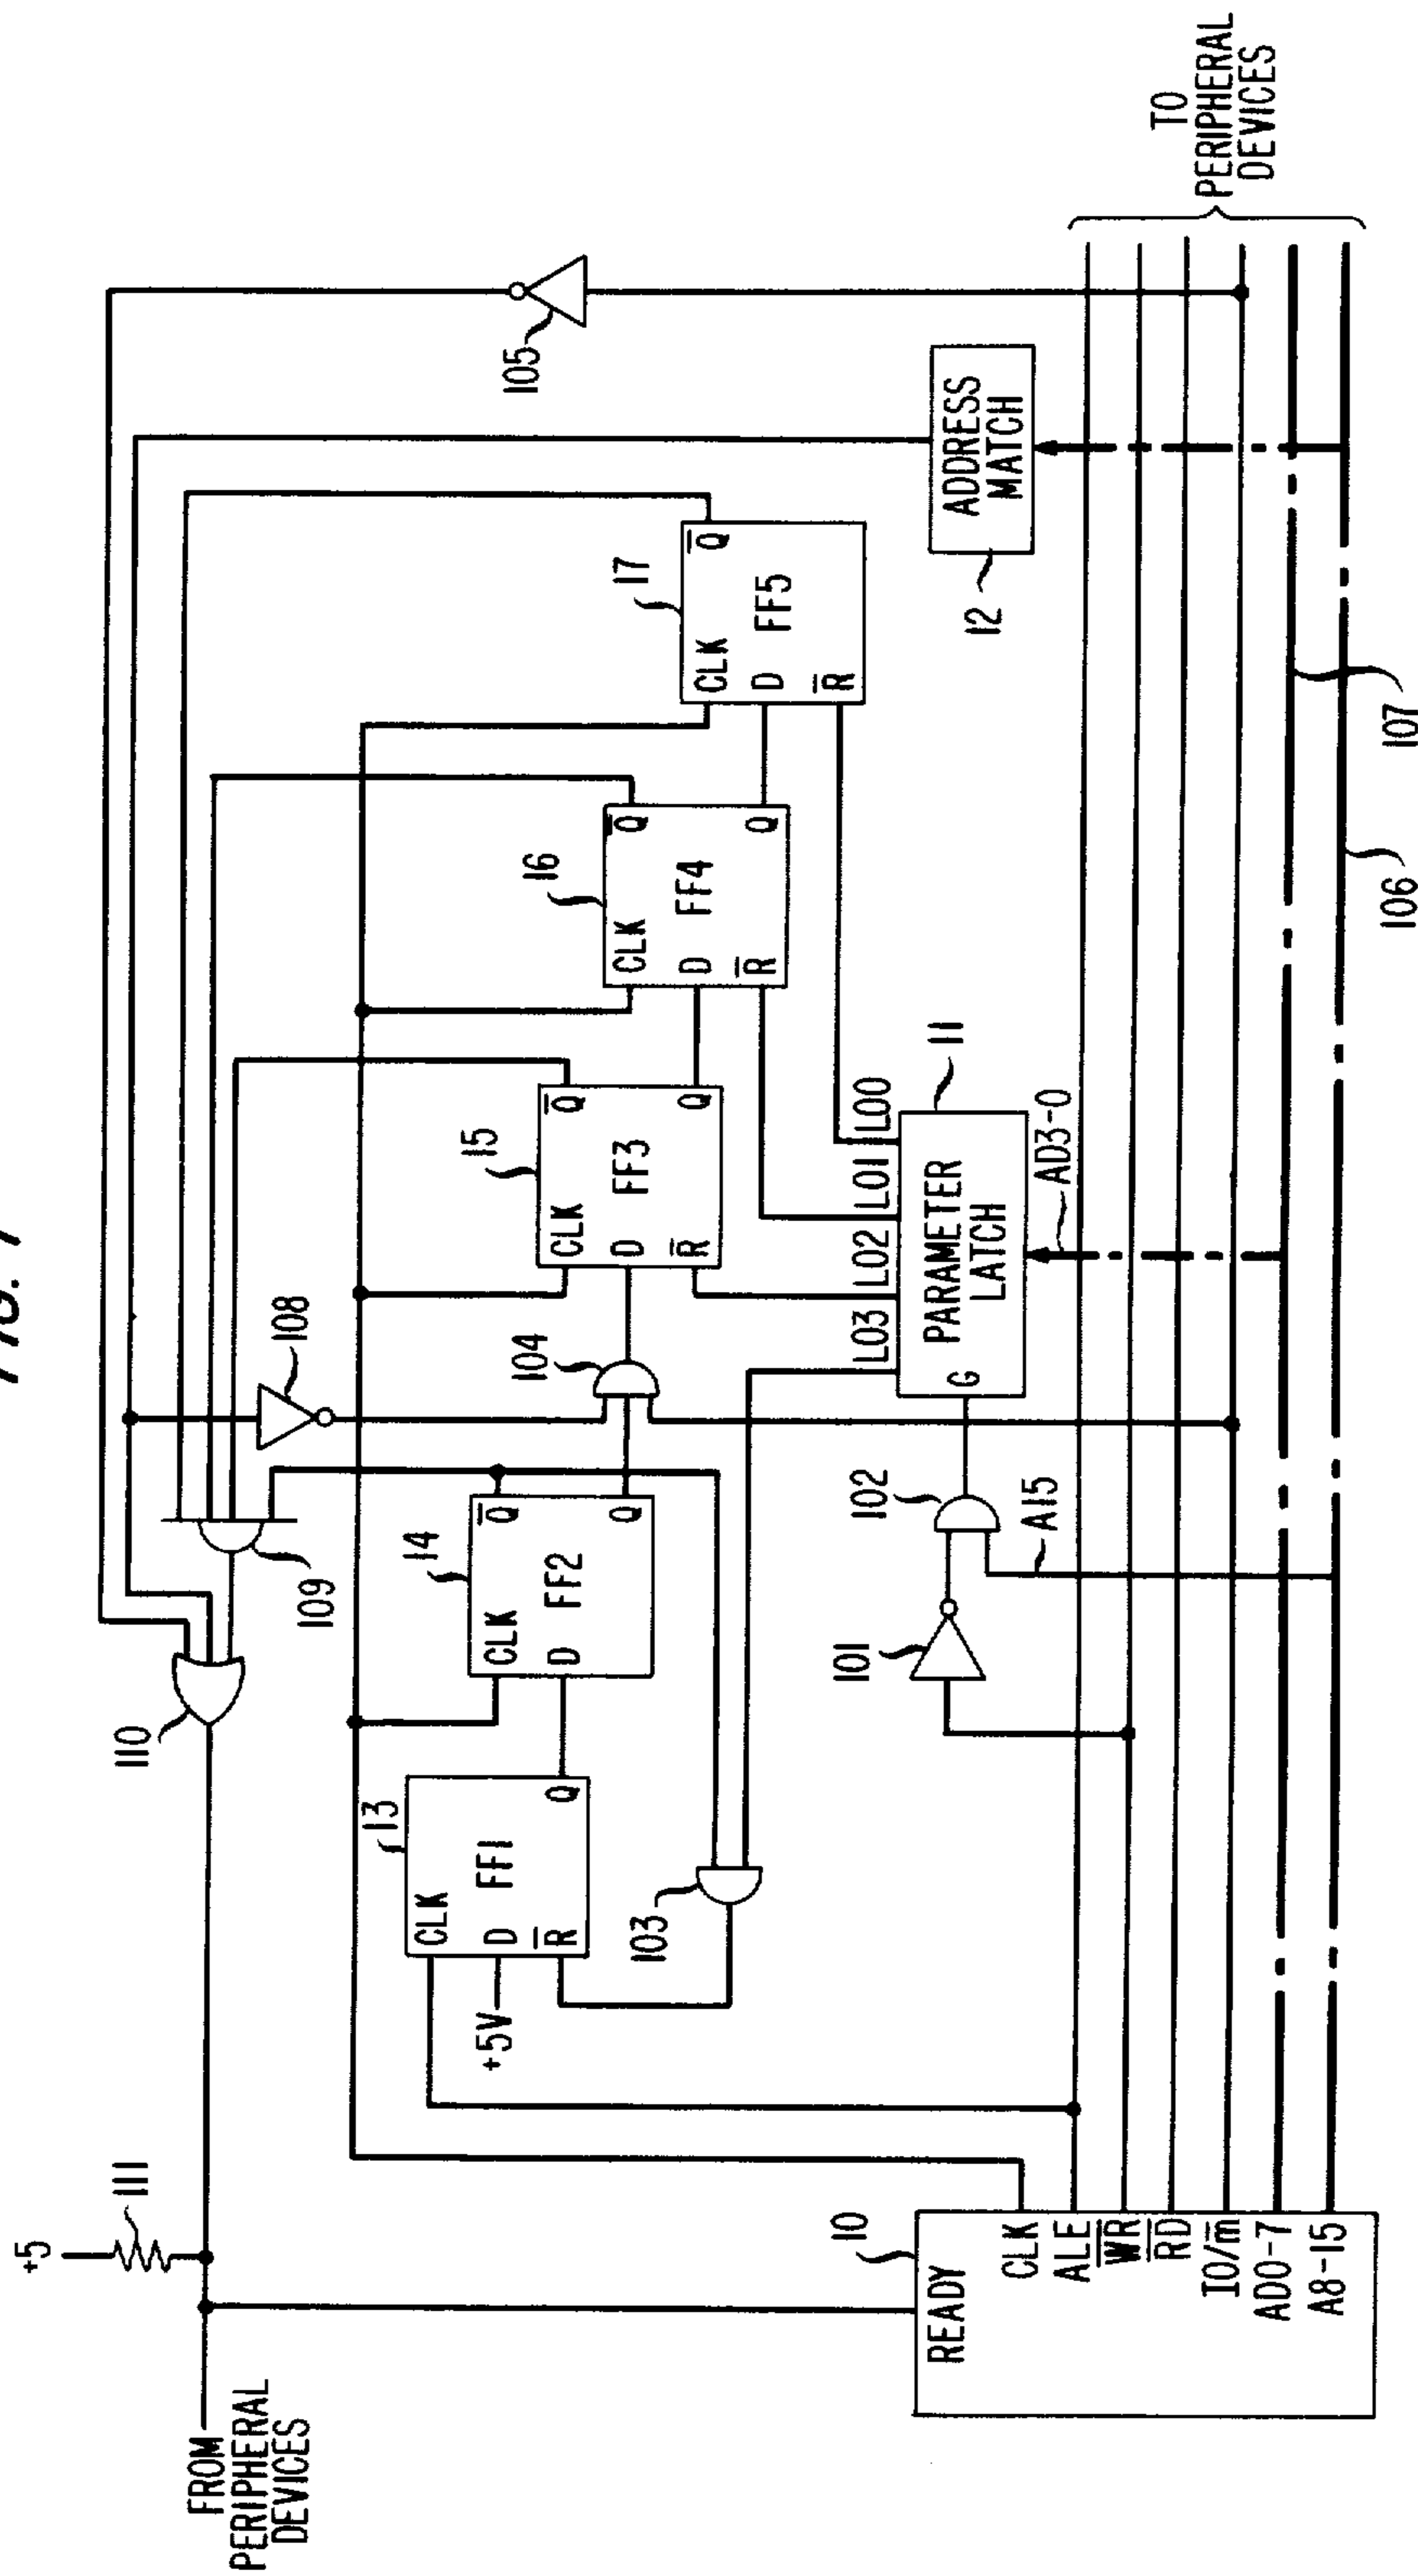 FIG. 1
+5
111
FROM
PERIPHERAL
DEVICES
110
109
108
105
13
CLK
D
R̅
FF1
Q
+5V
14
CLK
D
FF2
Q̅
Q
104
15
CLK
D
R̅
FF3
Q̅
Q
16
CLK
D
R̅
FF4
Q̅
Q
17
CLK
D
R̅
FF5
Q̅
103
101
102
A15
LO3
LO2
LO1
LO0
11
G
PARAMETER
LATCH
AD3-0
12
ADDRESS
MATCH
10
READY
CLK
ALE
W̅R̅
R̅D̅
IO/m̅
AD0-7
A8-15
106
107
TO
PERIPHERAL
DEVICES